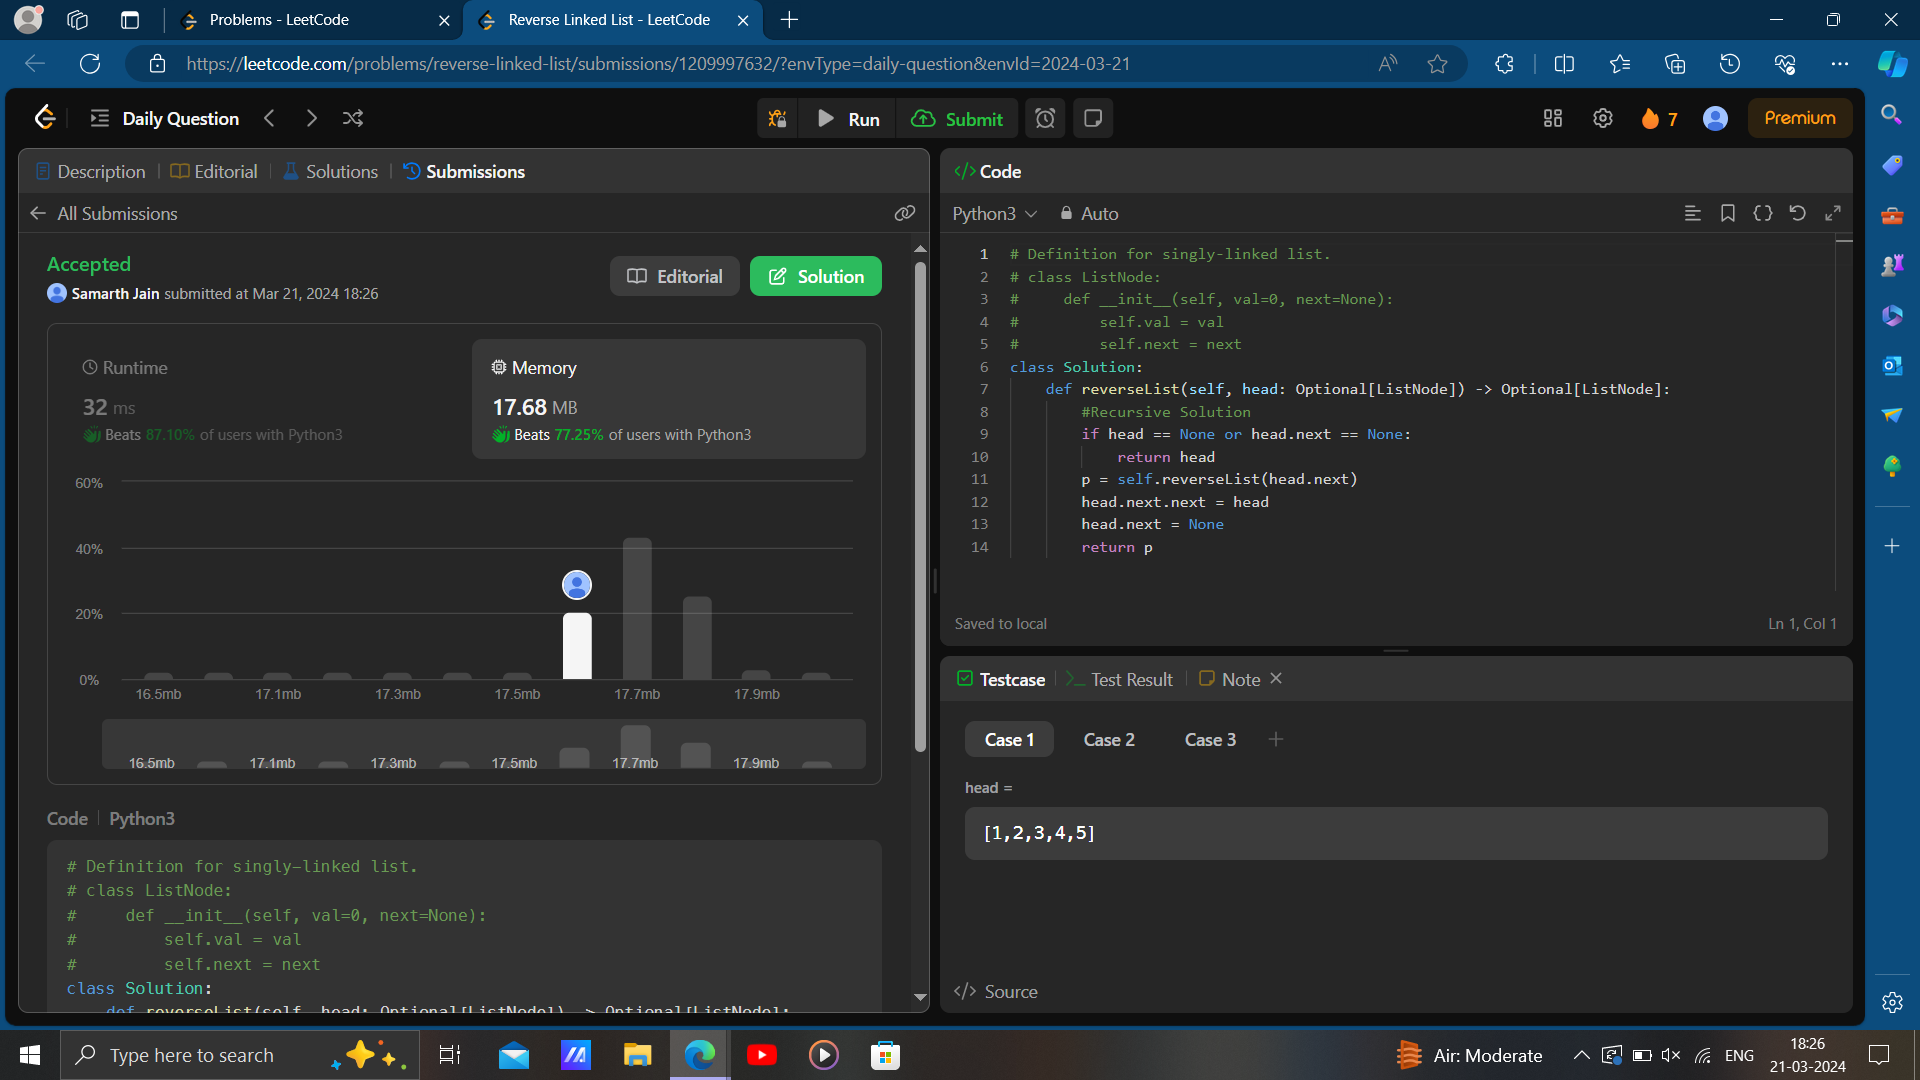 Problems - LeetCode
Reverse Linked List - LeetCode
https://leetcode.com/problems/reverse-linked-list/submissions/1209997632/?envType=daily-question&envId=2024-03-21
Daily Question
Run
Submit
7
Premium
Description
Editorial
Solutions
Submissions
All Submissions
Accepted
Samarth Jain submitted at Mar 21, 2024 18:26
Editorial
Solution
Runtime
32 ms
Beats 87.10% of users with Python3
Memory
17.68 MB
Beats 77.25% of users with Python3
60%
40%
20%
0%
16.5mb 17.1mb 17.3mb 17.5mb 17.7mb 17.9mb
16.5mb 17.1mb 17.3mb 17.5mb 17.7mb 17.9mb
Code | Python3
# Definition for singly-linked list.
# class ListNode:
#     def __init__(self, val=0, next=None):
#         self.val = val
#         self.next = next
class Solution:
    def reverseList(self, head: Optional[ListNode]) -> Optional[ListNode]:
</> Code
Python3
Auto
1 # Definition for singly-linked list.
2 # class ListNode:
3 #     def __init__(self, val=0, next=None):
4 #         self.val = val
5 #         self.next = next
6 class Solution:
7     def reverseList(self, head: Optional[ListNode]) -> Optional[ListNode]:
8         #Recursive Solution
9         if head == None or head.next == None:
10             return head
11         p = self.reverseList(head.next)
12         head.next.next = head
13         head.next = None
14         return p
Saved to local
Ln 1, Col 1
Testcase
Test Result
Note
Case 1
Case 2
Case 3
head =
[1,2,3,4,5]
</> Source
Type here to search
Air: Moderate
ENG
18:26
21-03-2024